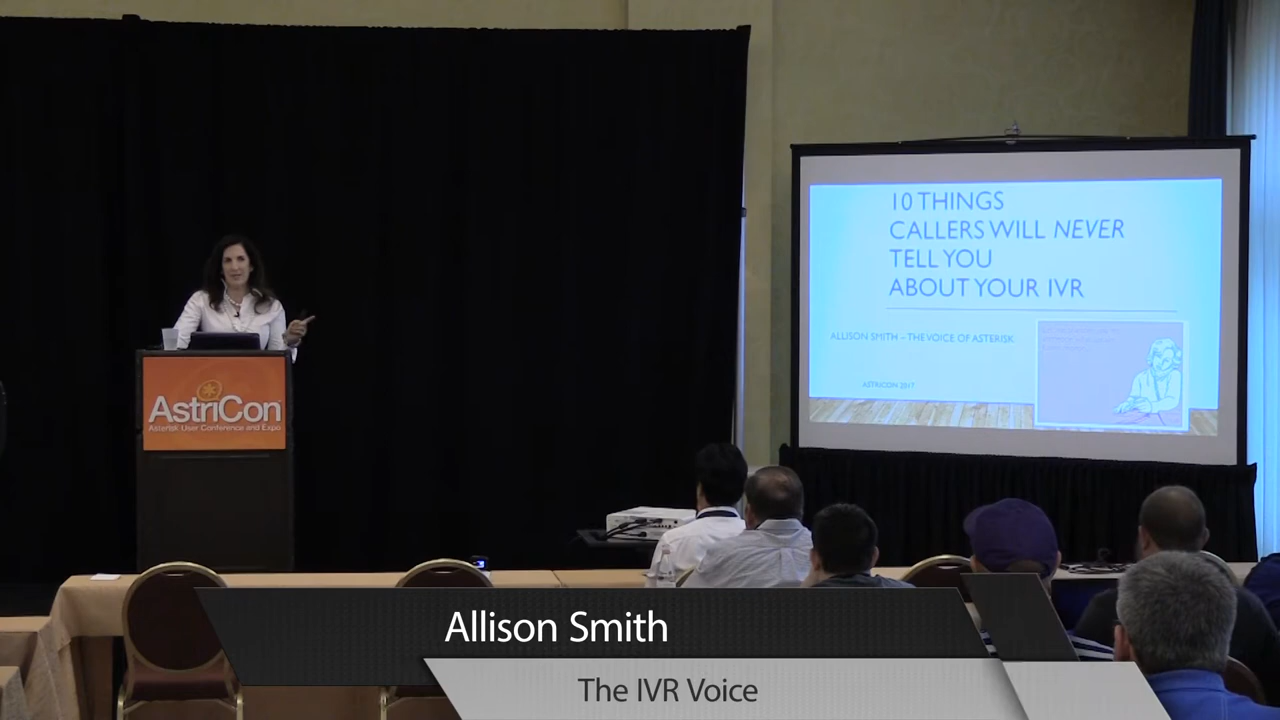 10 THINGS
CALLERS WILL NEVER
TELL YOU
ABOUT YOUR IVR
ALLISON SMITH – THE VOICE OF ASTERISK
ASTRICON 2017
AstriCon
Asterisk User Conference and Expo
Allison Smith
The IVR Voice